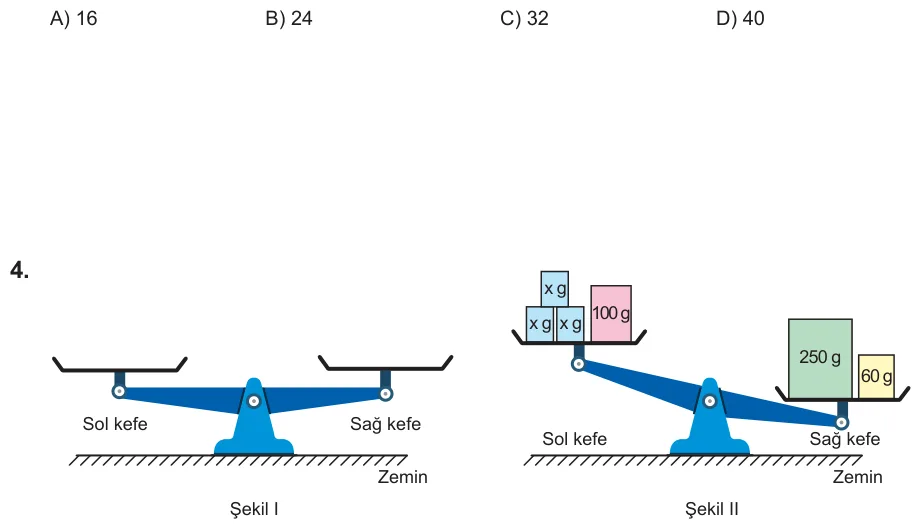 A) 16 B) 24 C) 32 D) 40
4.
x g
x g x g 100 g
250 g 60 g
Sol kefe Sağ kefe
Zemin
Şekil I
Sol kefe Sağ kefe
Zemin
Şekil II